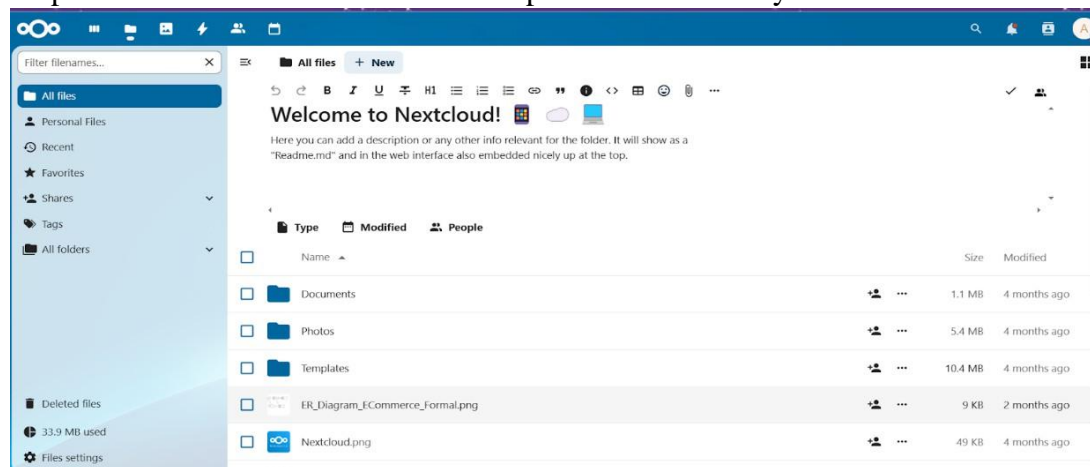 A
Filter filenames...
All files
+ New
All files
Personal Files
Recent
Favorites
Shares
Tags
All folders
Deleted files
33.9 MB used
Files settings
B I U T H1
Welcome to Nextcloud!
Here you can add a description or any other info relevant for the folder. It will show as a
"Readme.md" and in the web interface also embedded nicely up at the top.
Type Modified People
Name Size Modified
Documents 1.1 MB 4 months ago
Photos 5.4 MB 4 months ago
Templates 10.4 MB 4 months ago
ER_Diagram_ECommerce_Formal.png 9 KB 2 months ago
Nextcloud.png 49 KB 4 months ago